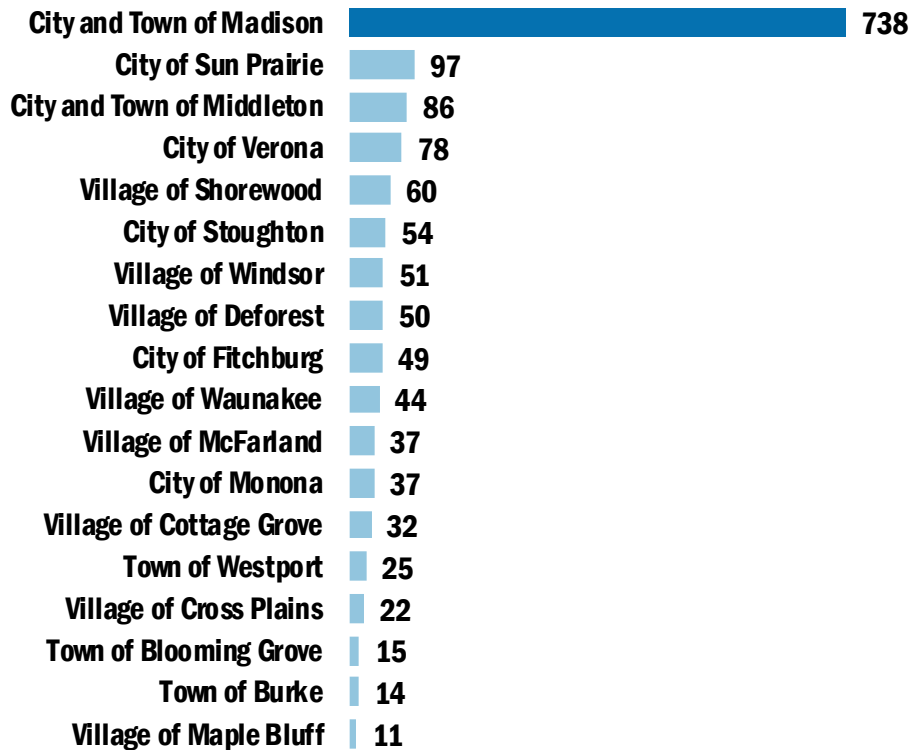 City and Town of Madison 738
City of Sun Prairie 97
City and Town of Middleton 86
City of Verona 78
Village of Shorewood 60
City of Stoughton 54
Village of Windsor 51
Village of Deforest 50
City of Fitchburg 49
Village of Waunakee 44
Village of McFarland 37
City of Monona 37
Village of Cottage Grove 32
Town of Westport 25
Village of Cross Plains 22
Town of Blooming Grove 15
Town of Burke 14
Village of Maple Bluff 11